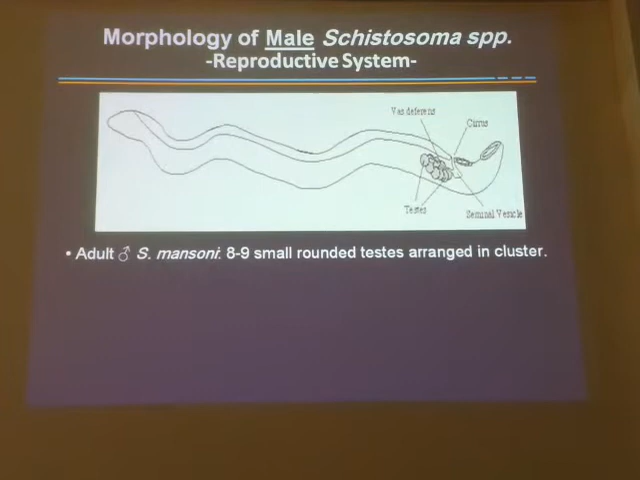 Morphology of Male Schistosoma spp.
-Reproductive System-
Vas deferens
Cirrus
Testes
Seminal Vesicle
• Adult ♂ S. mansoni: 8-9 small rounded testes arranged in cluster.